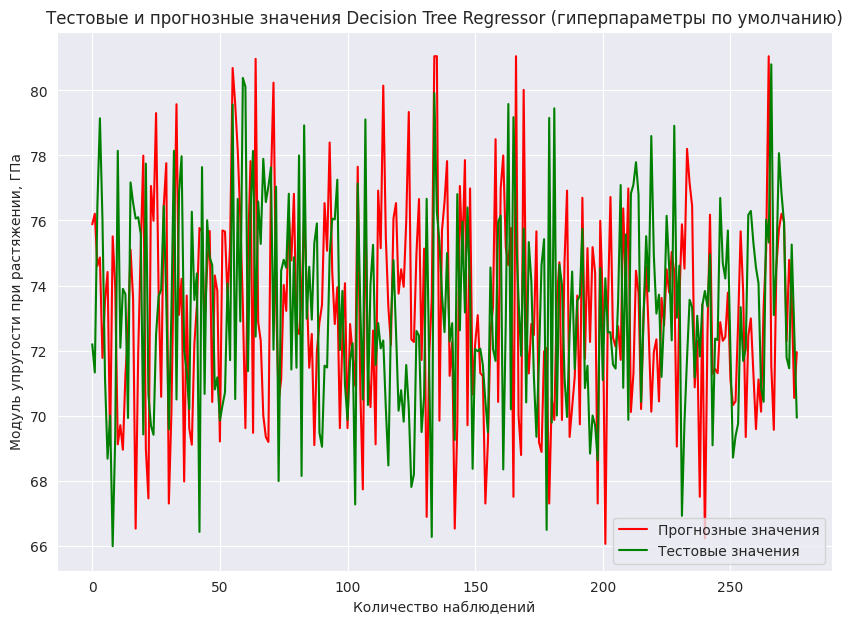 Тестовые и прогнозные значения Decision Tree Regressor (гиперпараметры по умолчанию)
Модуль упругости при растяжении, ГПа
80
78
76
74
72
70
68
66
0
50
100
150
200
250
Количество наблюдений
Прогнозные значения
Тестовые значения